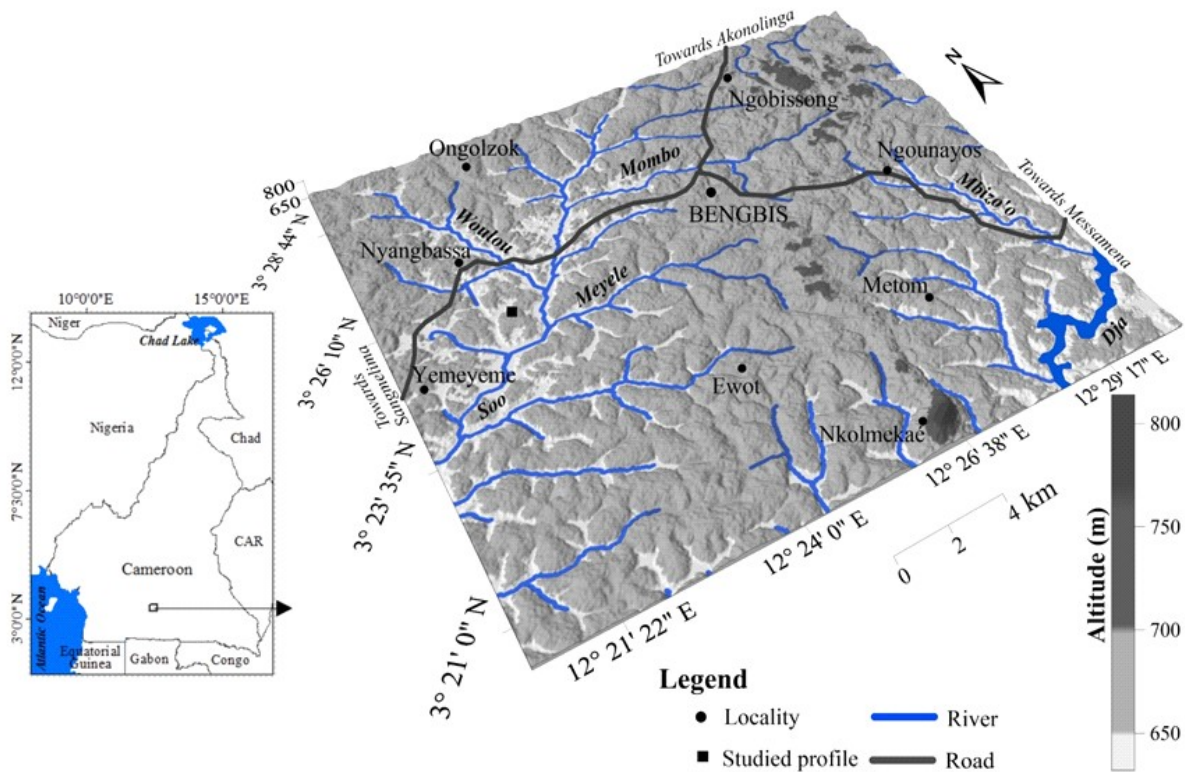 Towards Akonolinga
N
Ngobissong
Ongolzok
Mombo
Ngounayos
Towards Messamena
Mbizo'o
800
650
BENGBIS
3° 28' 44" N
Woulou
Nyangbassa
Meyele
Metom
Dja
10°0'0"E
15°0'0"E
Niger
Chad Lake
12°0'0"N
3° 26' 10" N
Towards
Sangmelima
Yemeyeme
Soo
Ewot
12° 29' 17" E
Nigeria
Chad
Nkolmekaé
12° 26' 38" E
800
7°30'0"N
3° 23' 35" N
CAR
12° 24' 0" E
0
2
4 km
750
Cameroon
Altitude (m)
3°0'0"N
Atlantic Ocean
Equatorial
Guinea
Gabon
Congo
3° 21' 0" N
12° 21' 22" E
700
Legend
Locality
River
Studied profile
Road
650